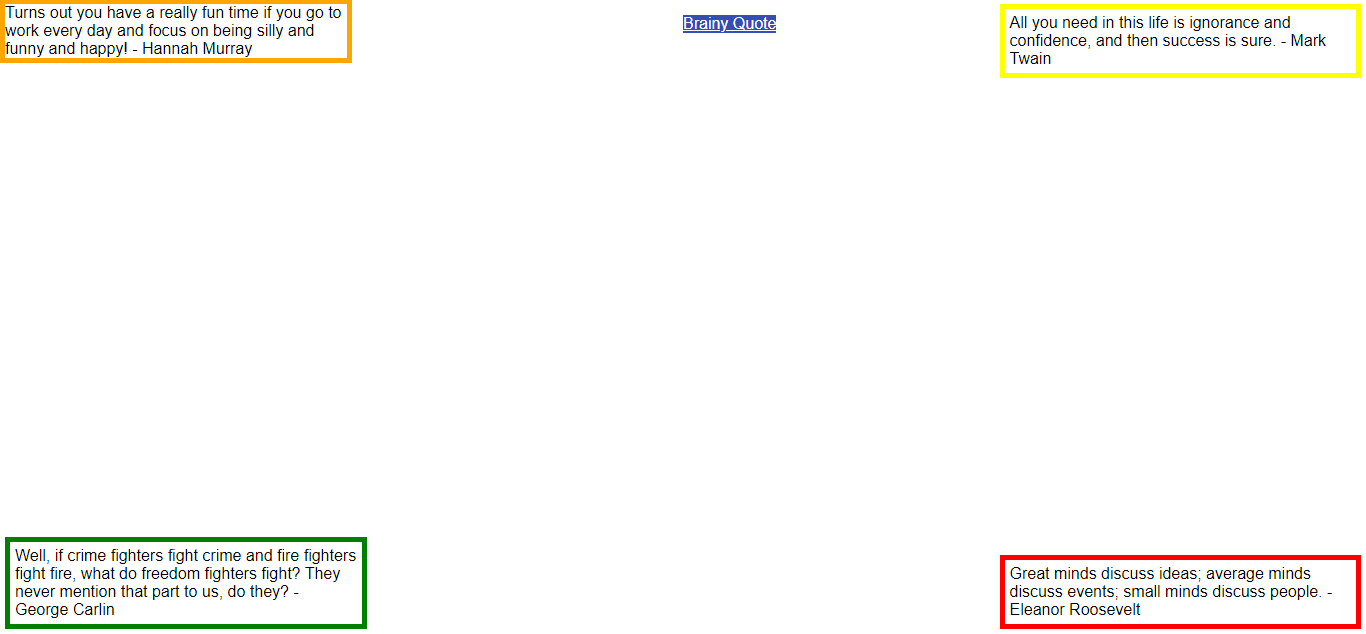 Turns out you have a really fun time if you go to
work every day and focus on being silly and
funny and happy! - Hannah Murray
Brainy Quote
All you need in this life is ignorance and
confidence, and then success is sure. - Mark
Twain
Well, if crime fighters fight crime and fire fighters
fight fire, what do freedom fighters fight? They
never mention that part to us, do they? -
George Carlin
Great minds discuss ideas; average minds
discuss events; small minds discuss people. -
Eleanor Roosevelt